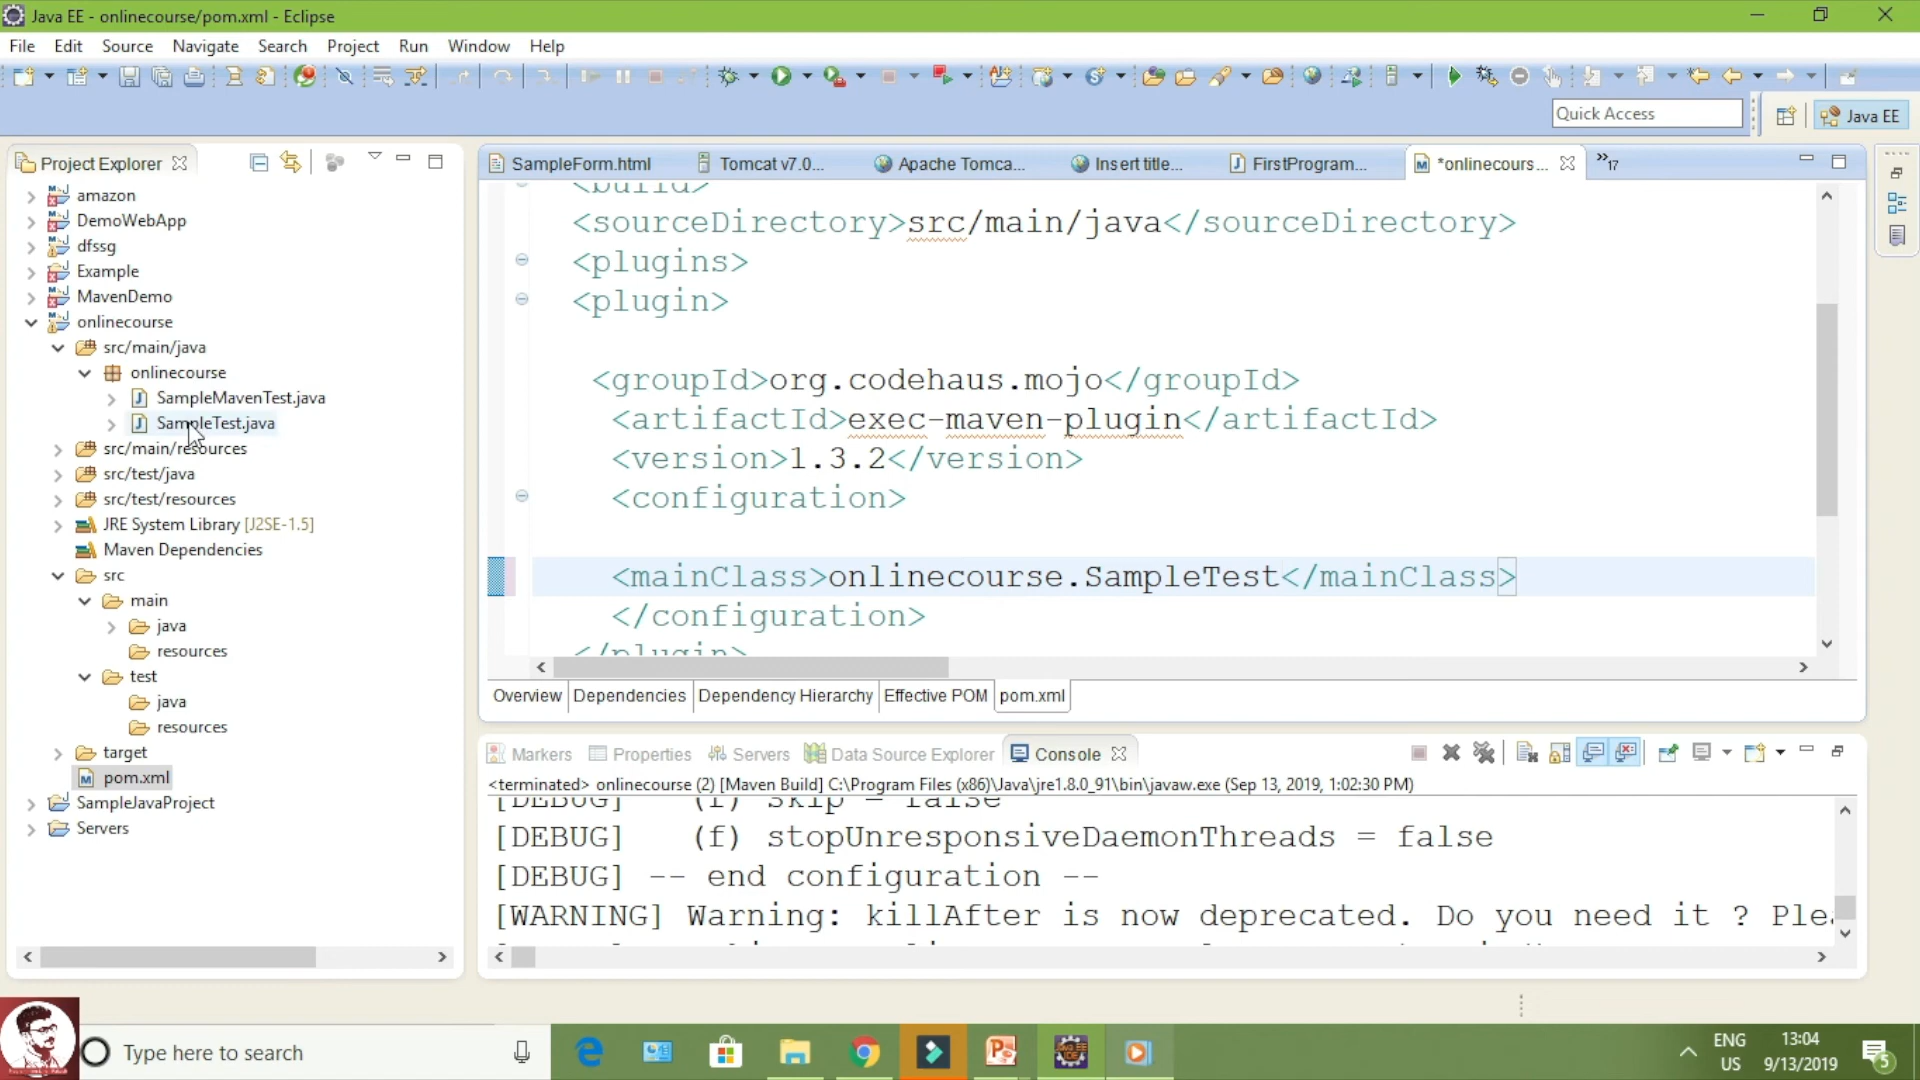 Java EE - onlinecourse/pom.xml - Eclipse
File Edit Source Navigate Search Project Run Window Help
Quick Access
Java EE
Project Explorer
SampleForm.html
Tomcat v7.0...
Apache Tomca...
Insert title...
FirstProgram...
*onlinecours...
»17
amazon
DemoWebApp
dfssg
Example
MavenDemo
onlinecourse
src/main/java
onlinecourse
SampleMavenTest.java
SampleTest.java
src/main/resources
src/test/java
src/test/resources
JRE System Library [J2SE-1.5]
Maven Dependencies
src
main
java
resources
test
java
resources
target
pom.xml
SampleJavaProject
Servers
<build>
<sourceDirectory>src/main/java</sourceDirectory>
<plugins>
<plugin>
<groupId>org.codehaus.mojo</groupId>
<artifactId>exec-maven-plugin</artifactId>
<version>1.3.2</version>
<configuration>
<mainClass>onlinecourse.SampleTest</mainClass>
</configuration>
</plugin>
Overview Dependencies Dependency Hierarchy Effective POM pom.xml
Markers Properties Servers Data Source Explorer Console
<terminated> onlinecourse (2) [Maven Build] C:\Program Files (x86)\Java\jre1.8.0_91\bin\javaw.exe (Sep 13, 2019, 1:02:30 PM)
[DEBUG] (f) skip = false
[DEBUG] (f) stopUnresponsiveDaemonThreads = false
[DEBUG] -- end configuration --
[WARNING] Warning: killAfter is now deprecated. Do you need it ? Plea
Type here to search
ENG
US
13:04
9/13/2019
5